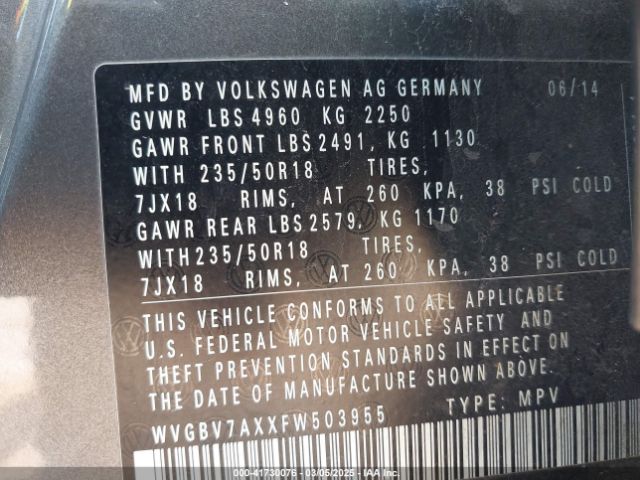 MFD BY VOLKSWAGEN AG GERMANY 06/14
GVWR LBS 4960 KG 2250
GAWR FRONT LBS 2491, KG 1130
WITH 235/50R18 TIRES,
7JX18 RIMS, AT 260 KPA, 38 PSI COLD
GAWR REAR LBS 2579, KG 1170
WITH 235/50R18 TIRES,
7JX18 RIMS, AT 260 KPA, 38 PSI COLD
THIS VEHICLE CONFORMS TO ALL APPLICABLE
U.S. FEDERAL MOTOR VEHICLE SAFETY AND
THEFT PREVENTION STANDARDS IN EFFECT ON
THE DATE OF MANUFACTURE SHOWN ABOVE.
WVGBV7AXXFW503955 TYPE: MPV
000-41730076 - 03/05/2025 - IAA Inc.